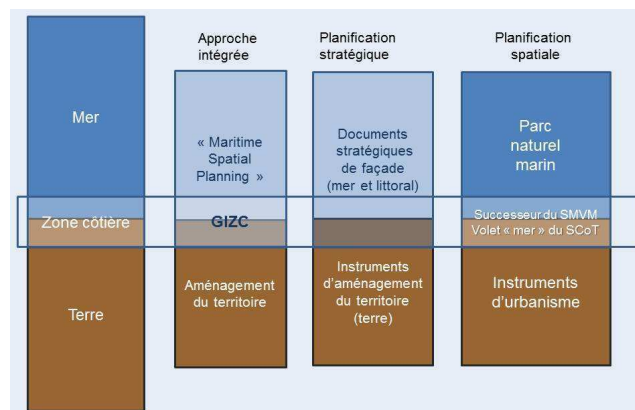 Approche
intégrée
Planification
stratégique
Planification
spatiale
Mer
« Maritime
Spatial
Planning »
Documents
stratégiques
de façade
(mer et littoral)
Parc
naturel
marin
Zone côtière
GIZC
Successeur du SMVM
Volet « mer » du SCoT
Terre
Aménagement
du territoire
Instruments
d'aménagement
du territoire
(terre)
Instruments
d'urbanisme